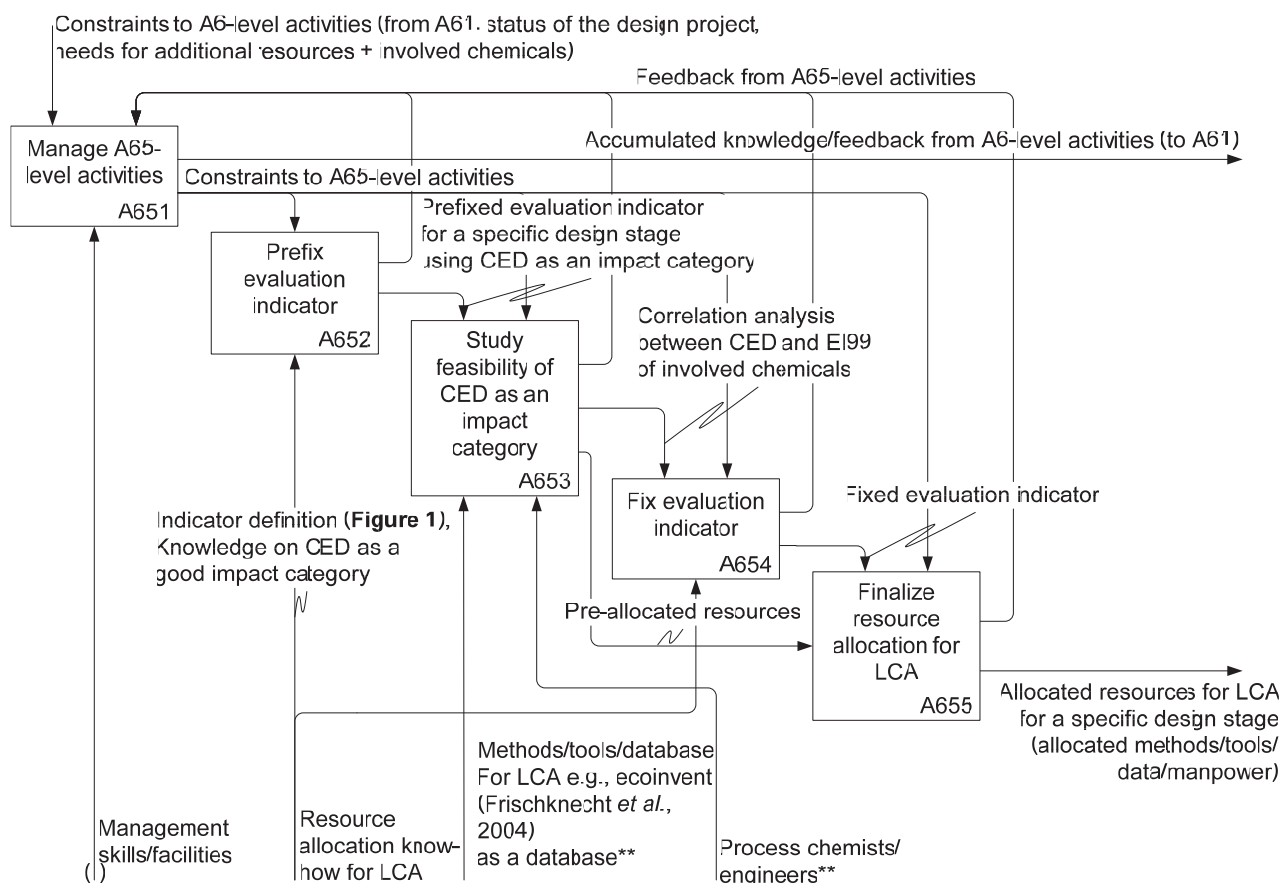 Constraints to A6-level activities (from A61. status of the design project,
needs for additional resources + involved chemicals)
Feedback from A65-level activities
Accumulated knowledge/feedback from A6-level activities (to A61)
Manage A65-
level activities
A651
Constraints to A65-level activities
Prefixed evaluation indicator
for a specific design stage
using CED as an impact category
Prefix
evaluation
indicator
A652
Study
feasibility of
CED as an
impact
category
A653
Correlation analysis
between CED and EI99
of involved chemicals
Fix evaluation
indicator
A654
Fixed evaluation indicator
Indicator definition (Figure 1),
Knowledge on CED as a
good impact category
Pre-allocated resources
Finalize
resource
allocation for
LCA
A655
Allocated resources for LCA
for a specific design stage
(allocated methods/tools/
data/manpower)
Management
skills/facilities
()
Resource
allocation know-
how for LCA
Methods/tools/database
For LCA e.g., ecoinvent
(Frischknecht et al.,
2004)
as a database**
Process chemists/
engineers**